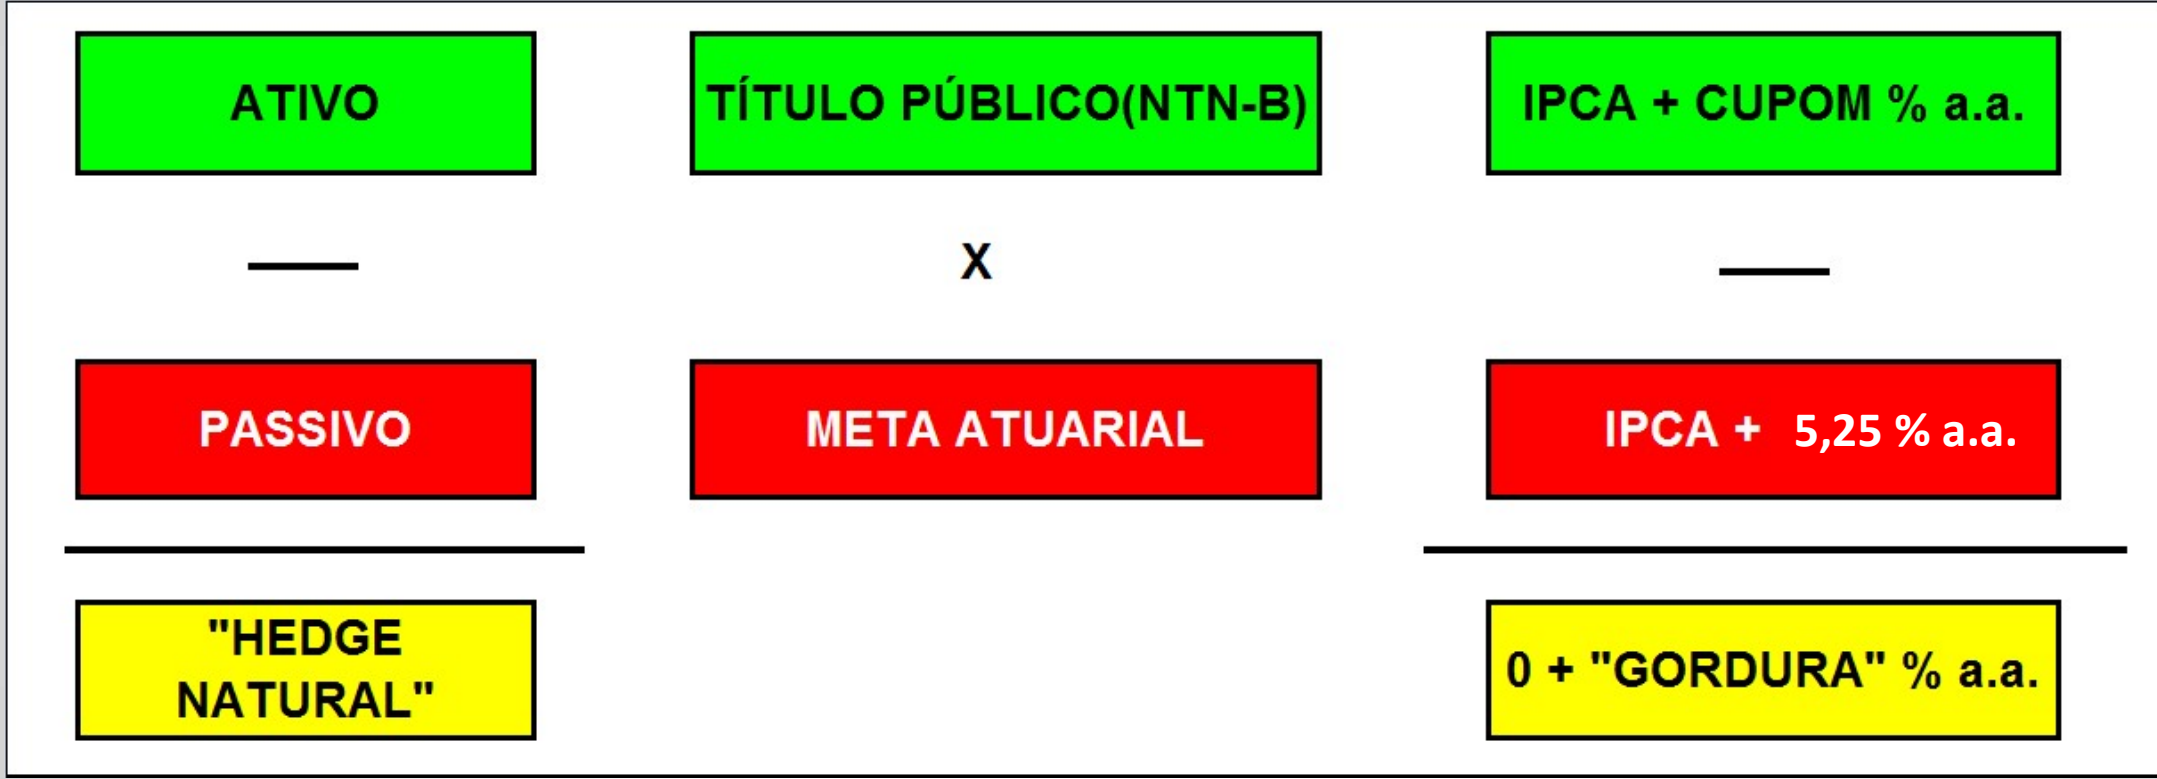 ATIVO
TÍTULO PÚBLICO(NTN-B)
IPCA + CUPOM % a.a.
X
PASSIVO
META ATUARIAL
IPCA + 5,25 % a.a.
"HEDGE
NATURAL"
0 + "GORDURA" % a.a.